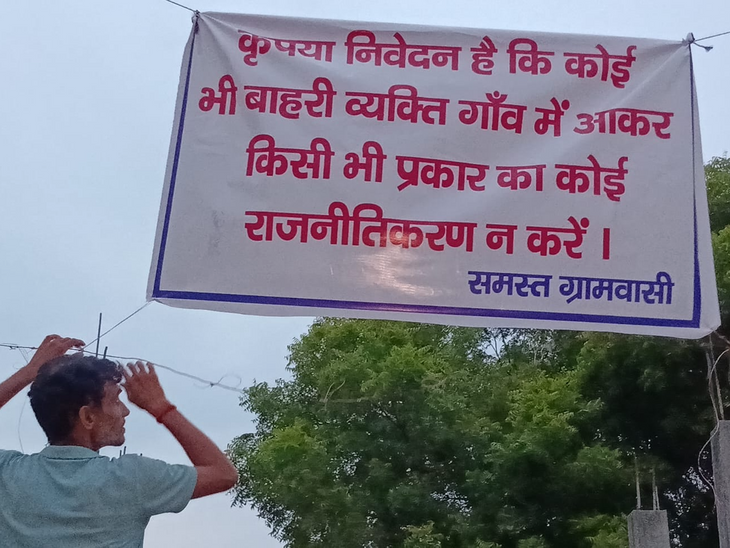 कृपया निवेदन है कि कोई
भी बाहरी व्यक्ति गाँव में आकर
किसी भी प्रकार का कोई
राजनीतिकरण न करें ।
समस्त ग्रामवासी